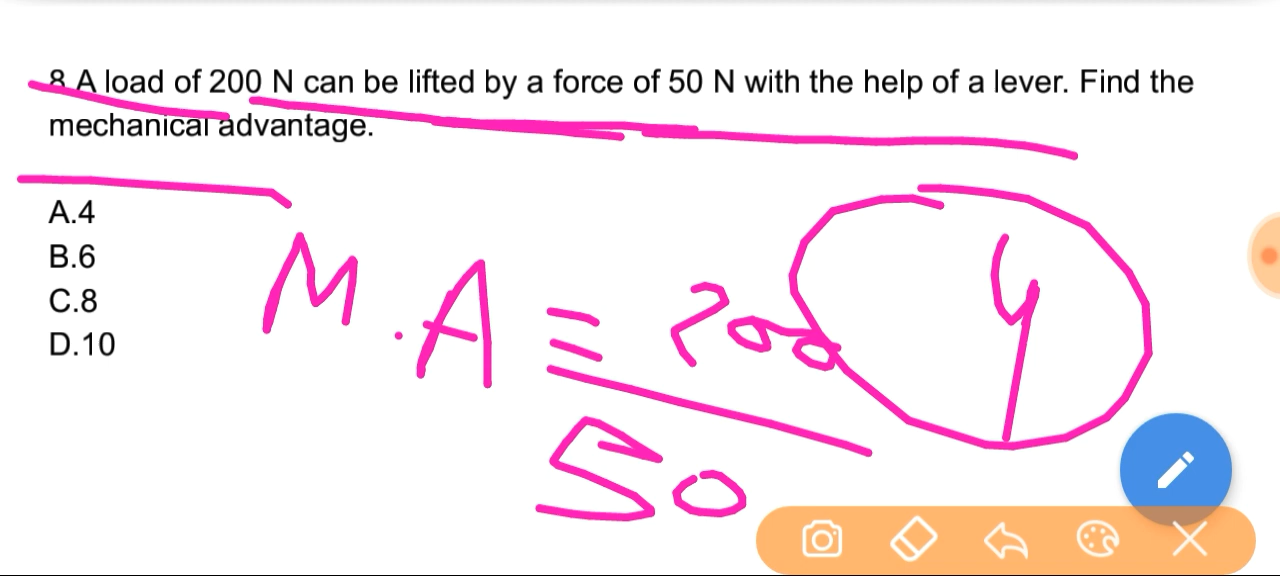 8.A load of 200 N can be lifted by a force of 50 N with the help of a lever. Find the
mechanical advantage.
A.4
B.6
C.8
D.10
M.A = 200
50
4